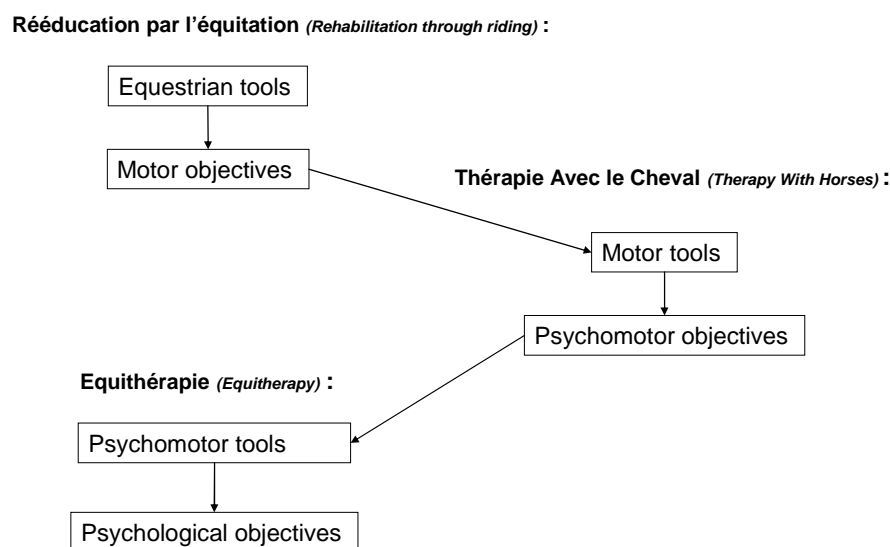 Rééducation par l'équitation (Rehabilitation through riding) :
Equestrian tools
Motor objectives
Thérapie Avec le Cheval (Therapy With Horses) :
Motor tools
Psychomotor objectives
Equithérapie (Equitherapy) :
Psychomotor tools
Psychological objectives